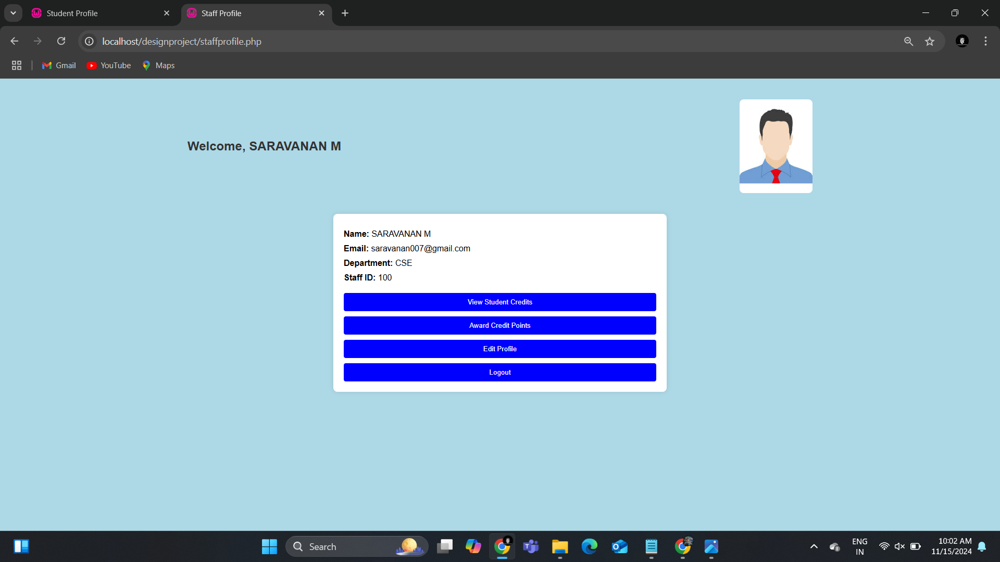 Student Profile
Staff Profile
localhost/designproject/staffprofile.php
Gmail
YouTube
Maps
Welcome, SARAVANAN M
Name: SARAVANAN M
Email: saravanan007@gmail.com
Department: CSE
Staff ID: 100
View Student Credits
Award Credit Points
Edit Profile
Logout
Search
ENG
IN
10:02 AM
11/15/2024